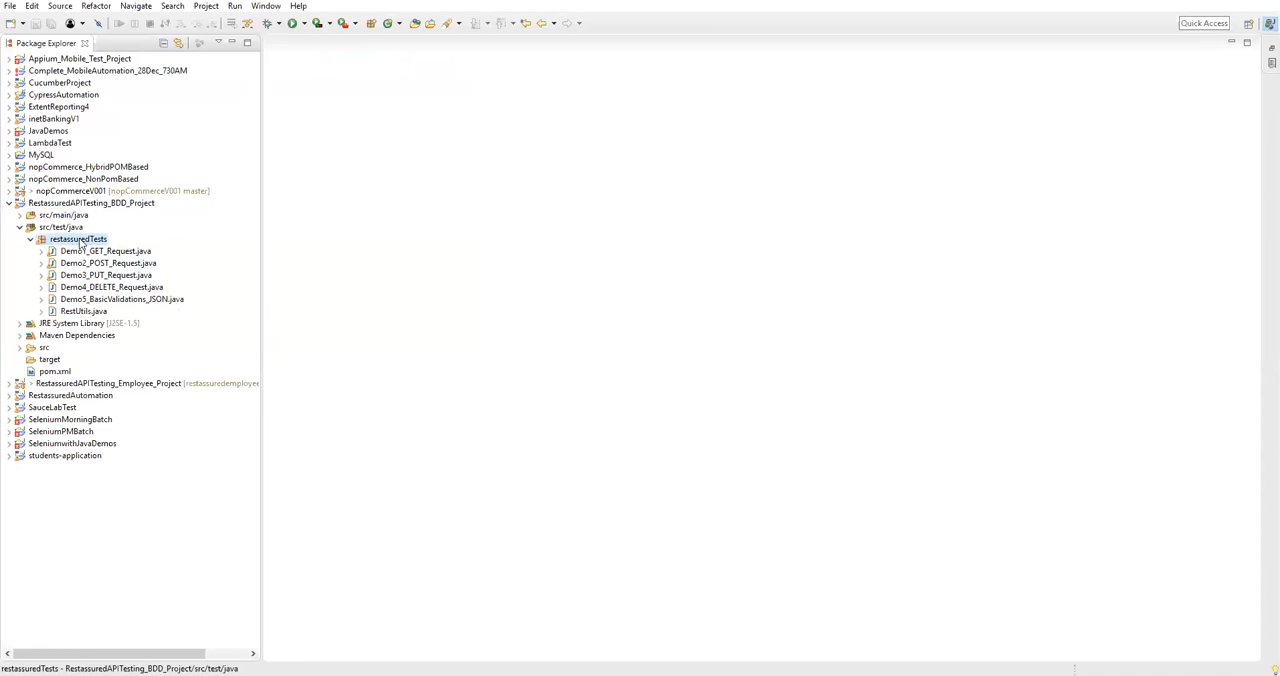 File Edit Source Refactor Navigate Search Project Run Window Help
Quick Access
Package Explorer
Appium_Mobile_Test_Project
Complete_MobileAutomation_28Dec_730AM
CucumberProject
CypressAutomation
ExtentReporting4
inetBankingV1
JavaDemos
LambdaTest
MySQL
nopCommerce_HybridPOMBased
nopCommerce_NonPomBased
> nopCommerceV001 [nopCommerceV001 master]
RestassuredAPITesting_BDD_Project
src/main/java
src/test/java
restassuredTests
Demo1_GET_Request.java
Demo2_POST_Request.java
Demo3_PUT_Request.java
Demo4_DELETE_Request.java
Demo5_BasicValidations_JSON.java
RestUtils.java
JRE System Library [J2SE-1.5]
Maven Dependencies
src
target
pom.xml
> RestassuredAPITesting_Employee_Project [restassuredemployee
RestassuredAutomation
SauceLabTest
SeleniumMorningBatch
SeleniumPMBatch
SeleniumwithJavaDemos
students-application
restassuredTests - RestassuredAPITesting_BDD_Project/src/test/java